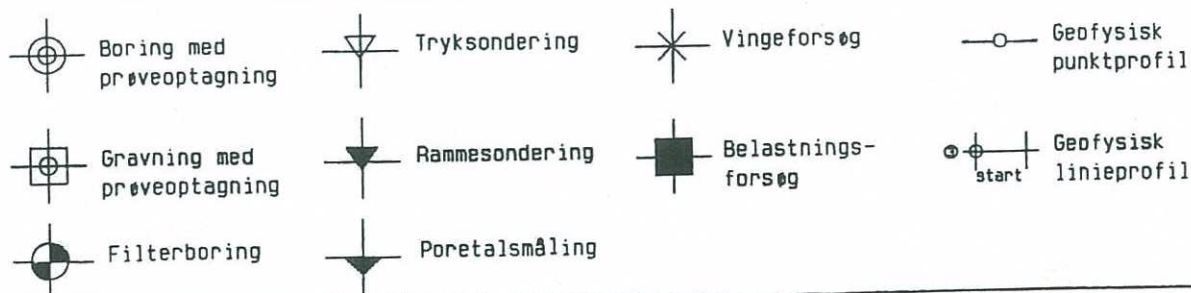 Boring med
prøveoptagning
Tryksondering
Vingeforsøg
Geofysisk
punktprofil
Gravning med
prøveoptagning
Rammesondering
Belastnings-
forsøg
start
Geofysisk
linieprofil
Filterboring
Poretalsmåling